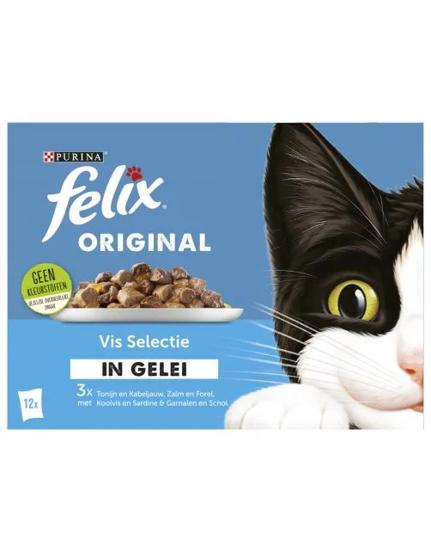 PURINA
felix®
ORIGINAL
GEEN
KLEURSTOFFEN
Vis Selectie
IN GELEI
3x Tonijn en Kabeljauw, Zalm en Forel,
met Koolvis en Sardine & Garnalen en Schol
12x